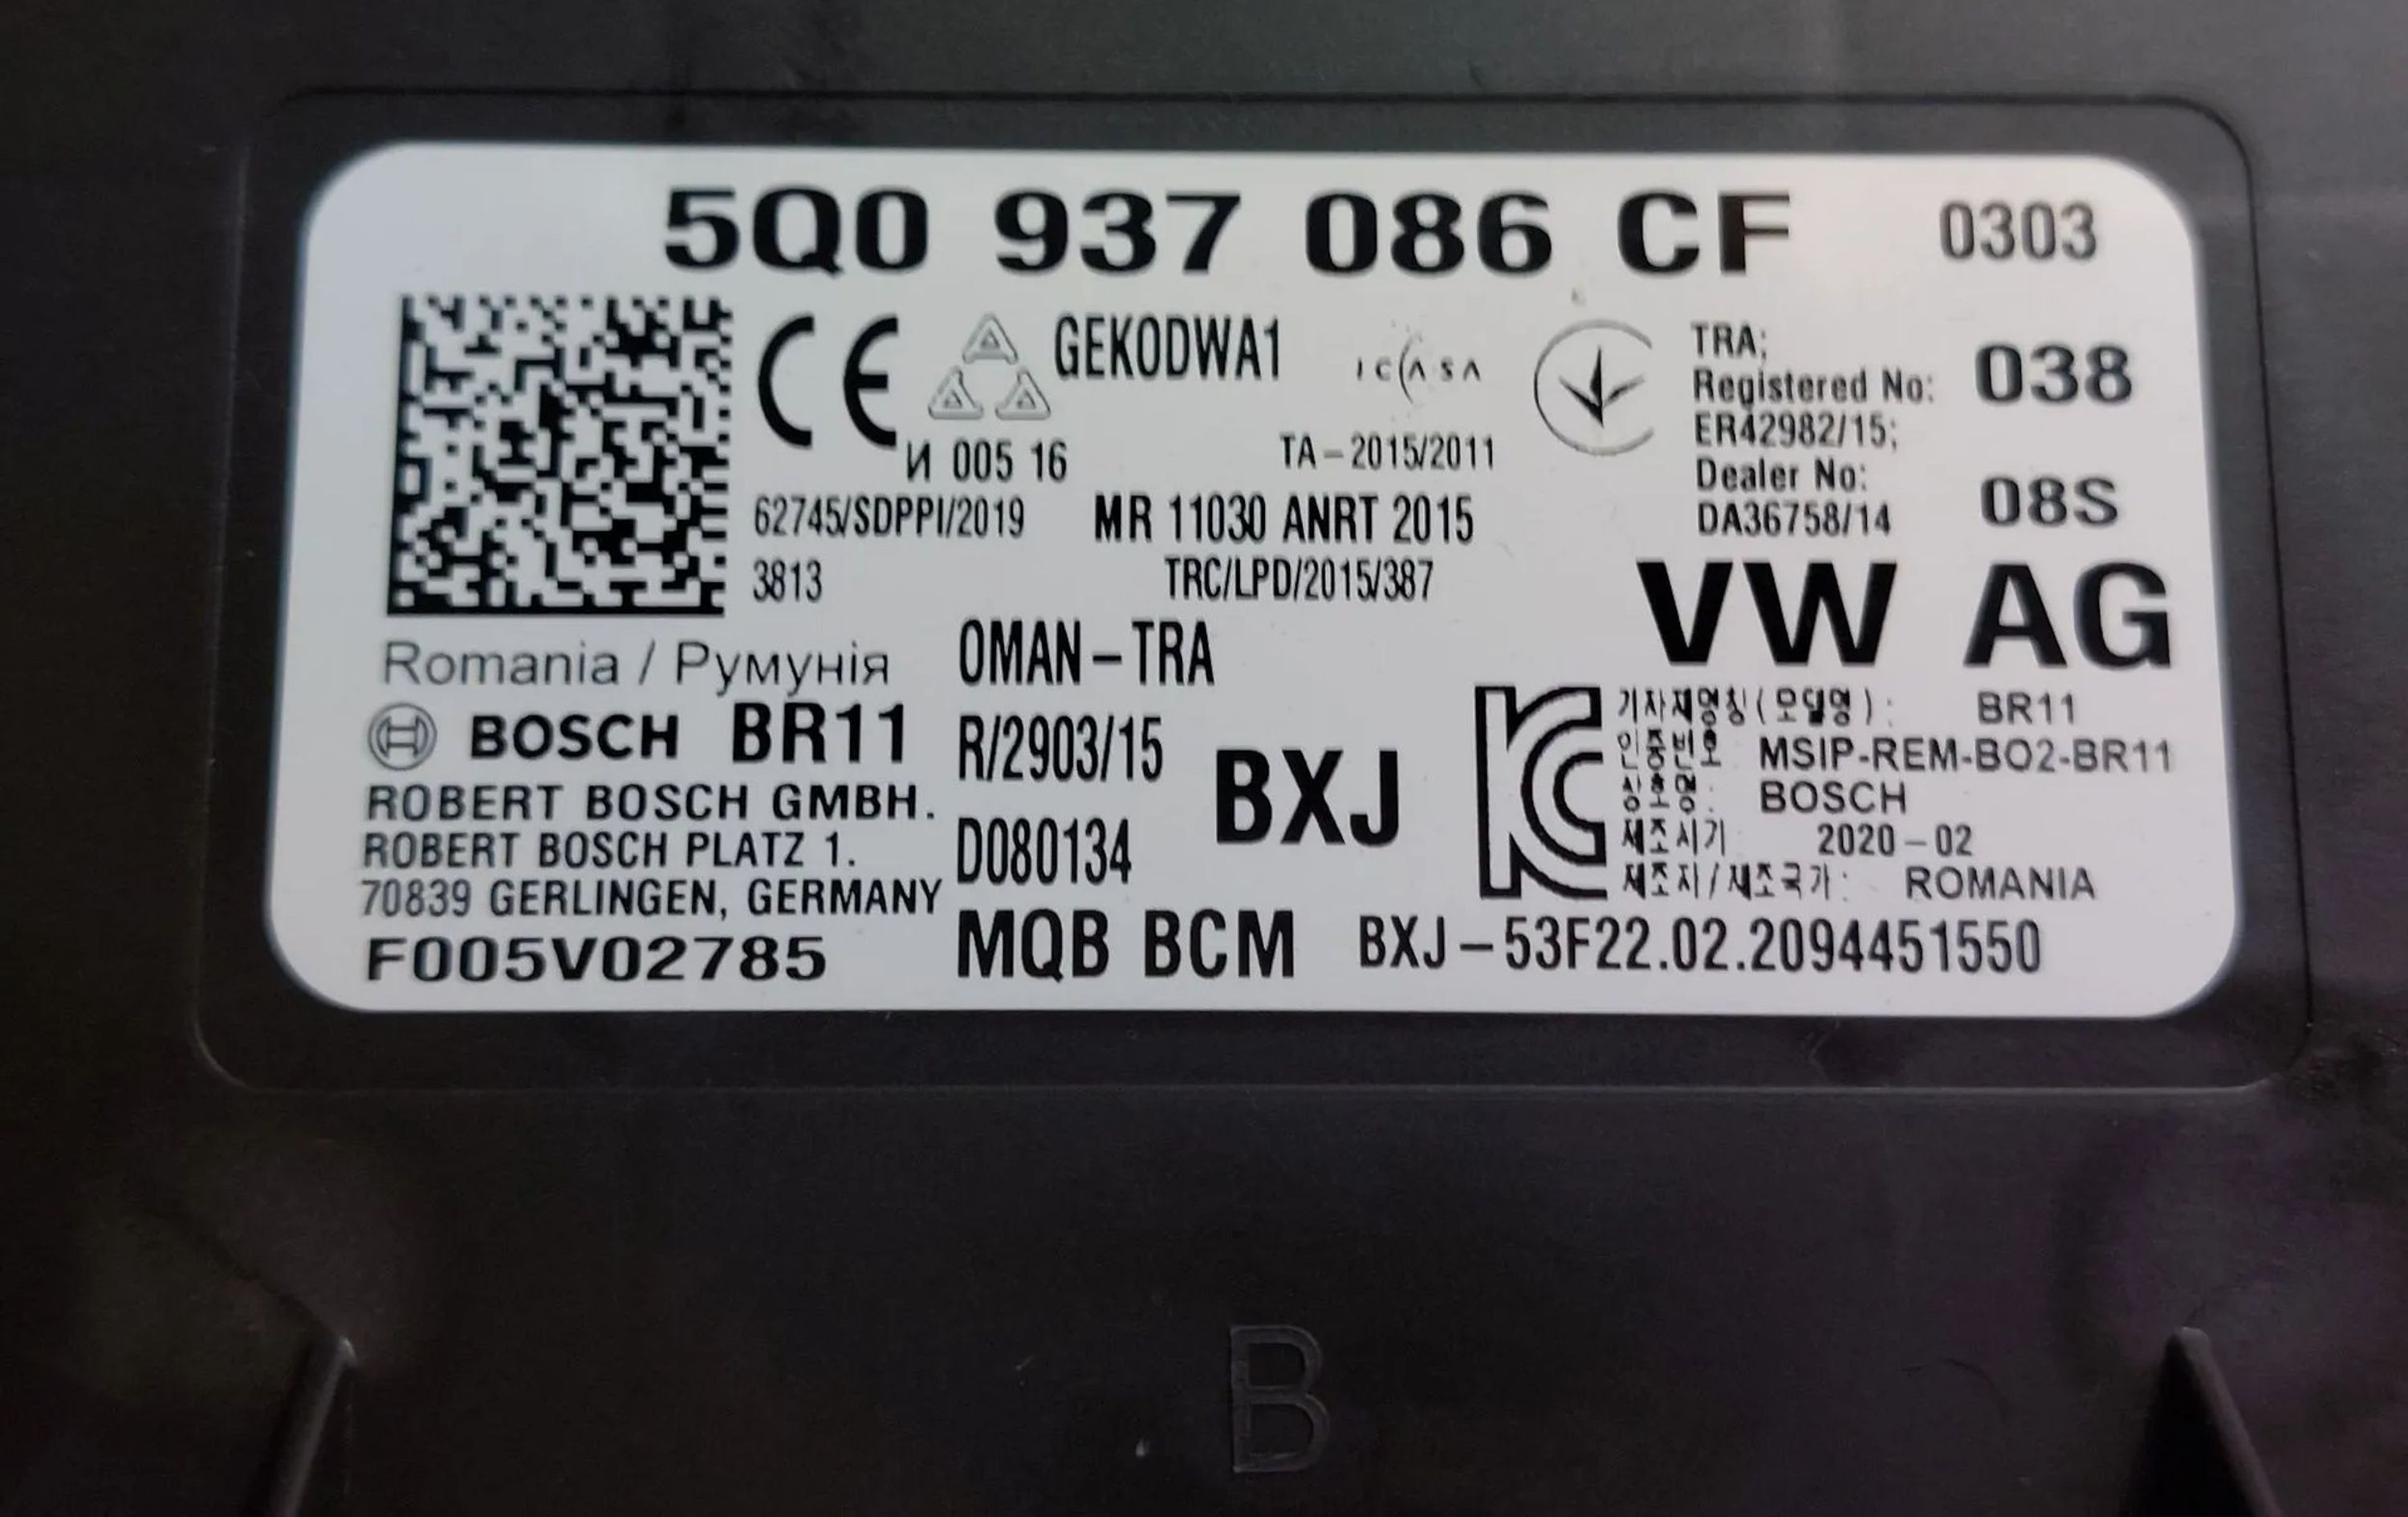 5Q0 937 086 CF 0303
CE
GEKODWA1
ICASA
TRA;
Registered No:
ER42982/15;
Dealer No:
DA36758/14
038
08S
И 005 16
TA-2015/2011
62745/SDPPI/2019
MR 11030 ANRT 2015
3813
TRC/LPD/2015/387
VW AG
Romania / Румунія
OMAN-TRA
BOSCH BR11
R/2903/15
BXJ
ROBERT BOSCH GMBH.
ROBERT BOSCH PLATZ 1.
70839 GERLINGEN, GERMANY
D080134
F005V02785
MQB BCM
KC
기자재명칭(모델명): BR11
인증번호 MSIP-REM-BO2-BR11
상호명: BOSCH
제조시기 2020-02
제조자/제조국가: ROMANIA
BXJ-53F22.02.2094451550
B